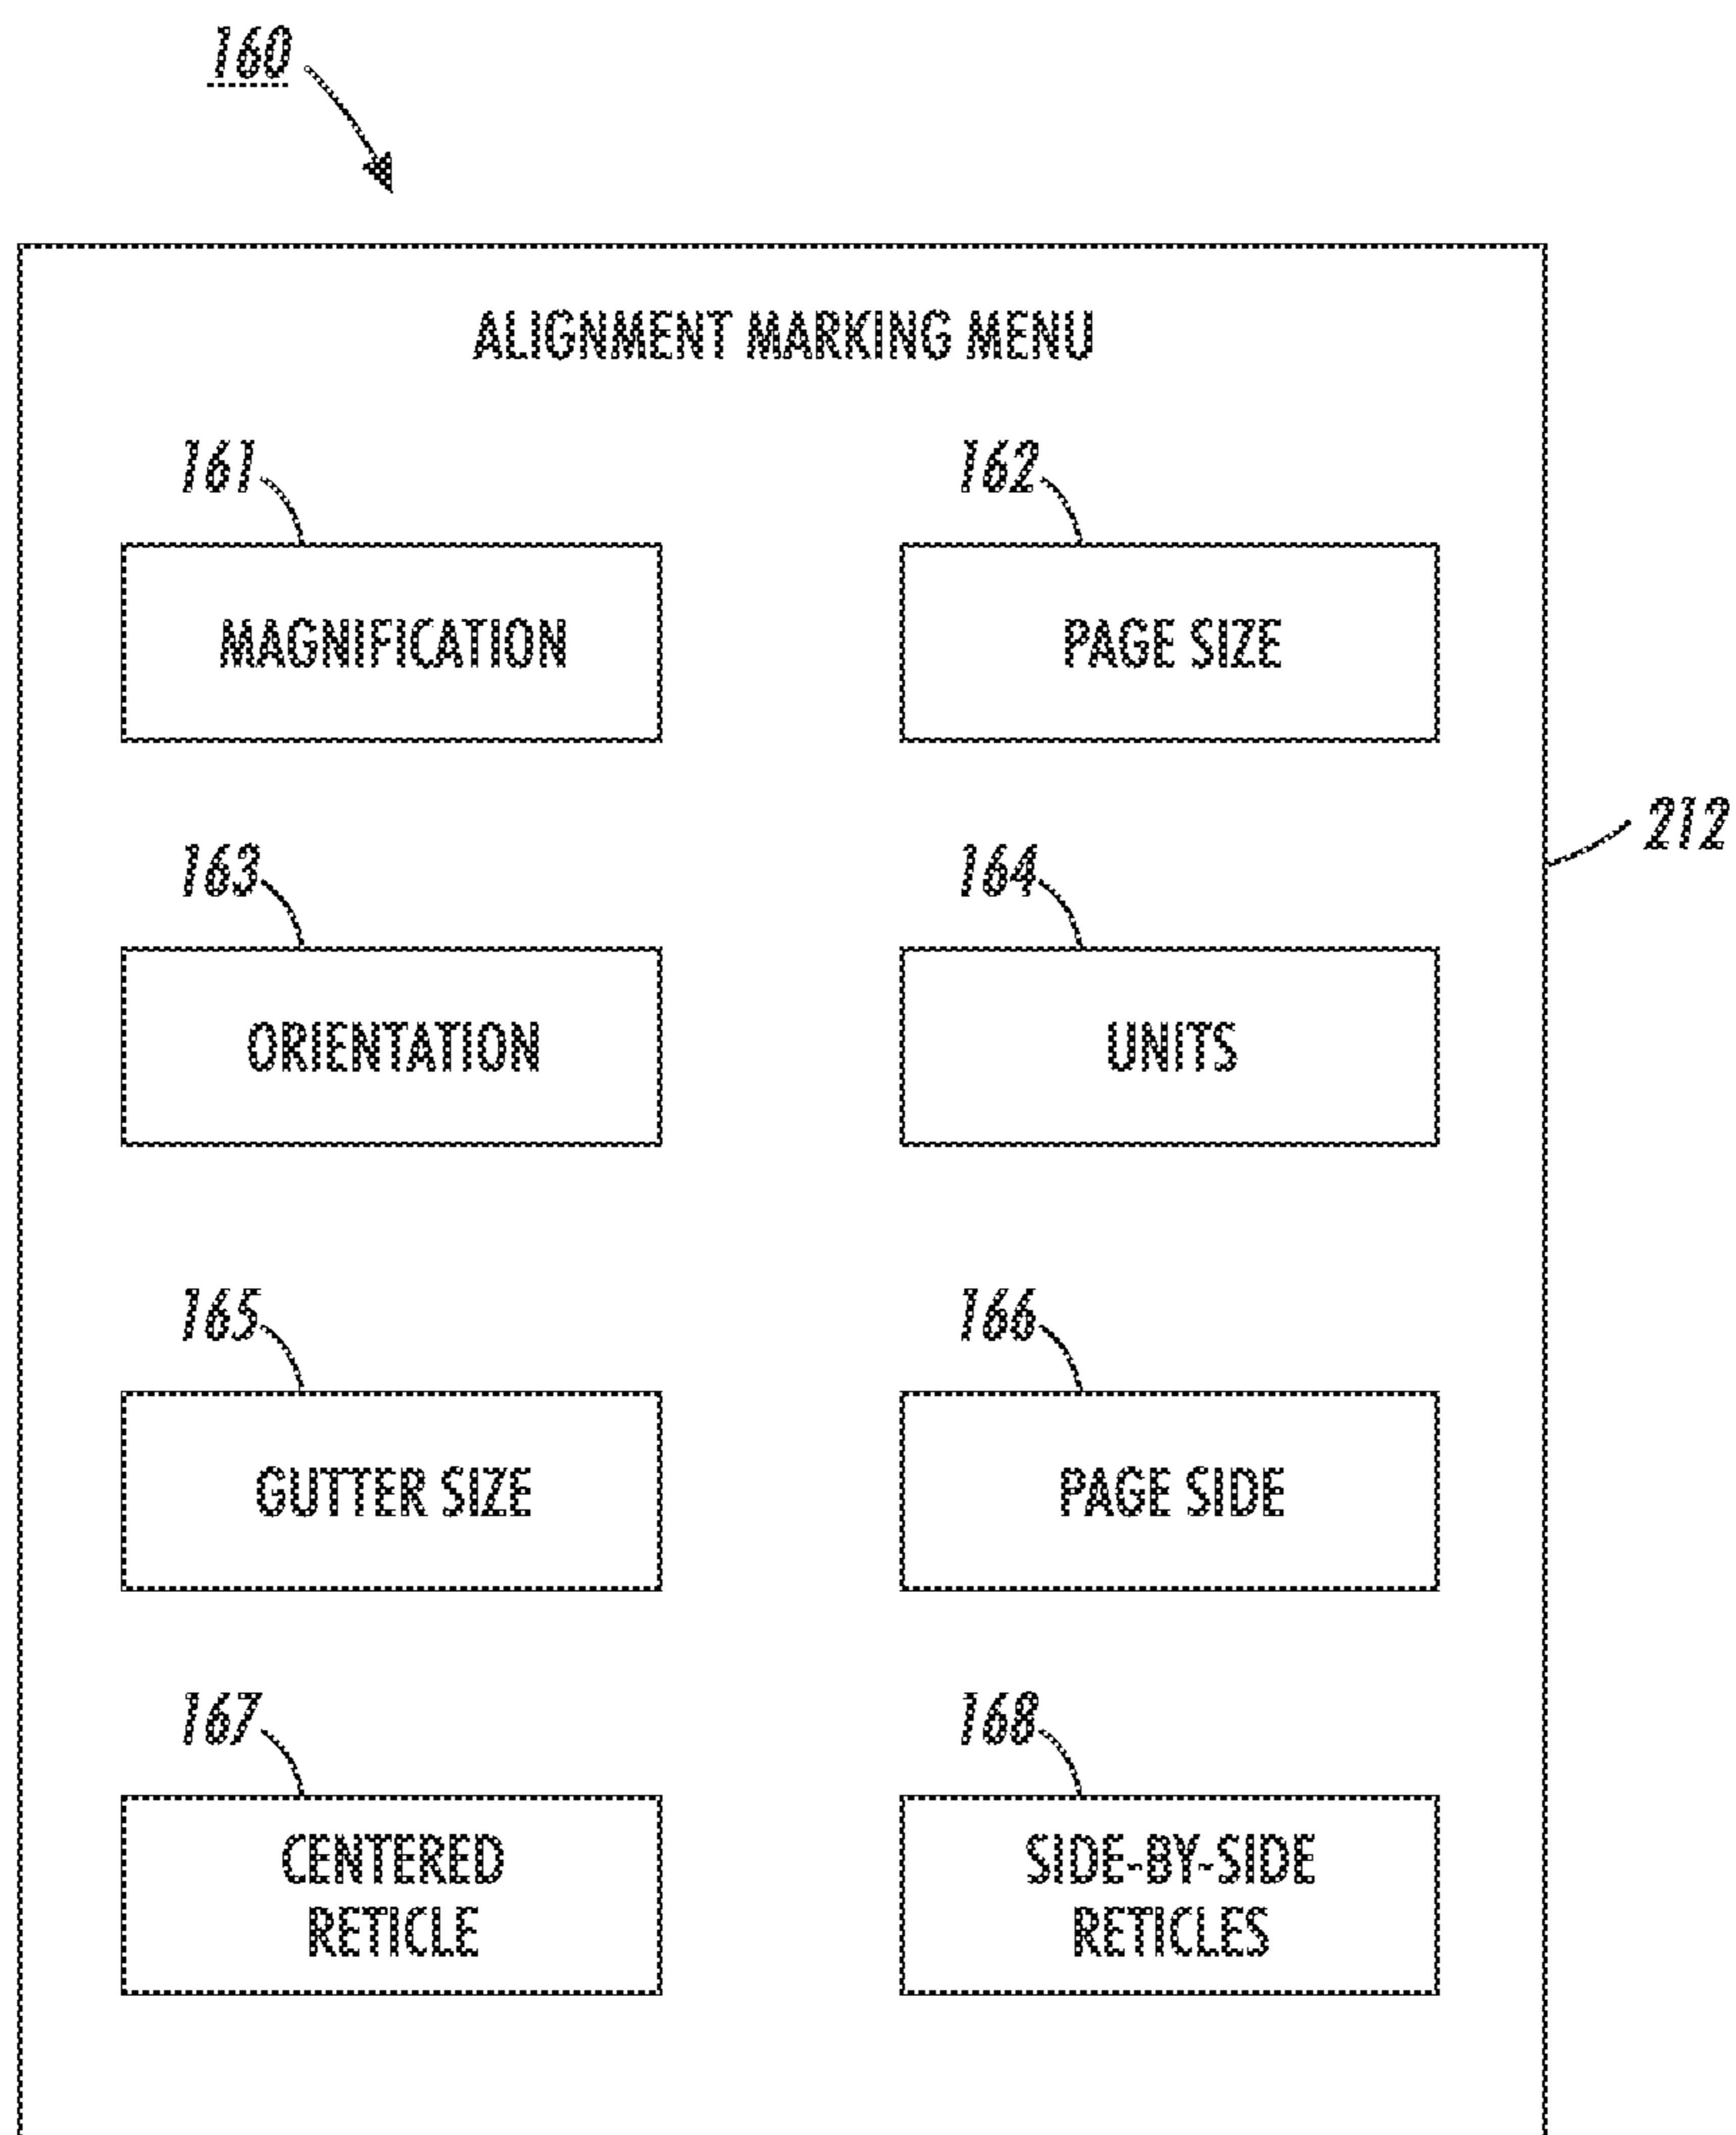 160
ALIGNMENT MARKING MENU
161
162
MAGNIFICATION
PAGE SIZE
212
163
164
ORIENTATION
UNITS
165
166
GUTTER SIZE
PAGE SIDE
167
168
CENTERED
RETICLE
SIDE-BY-SIDE
RETICLES